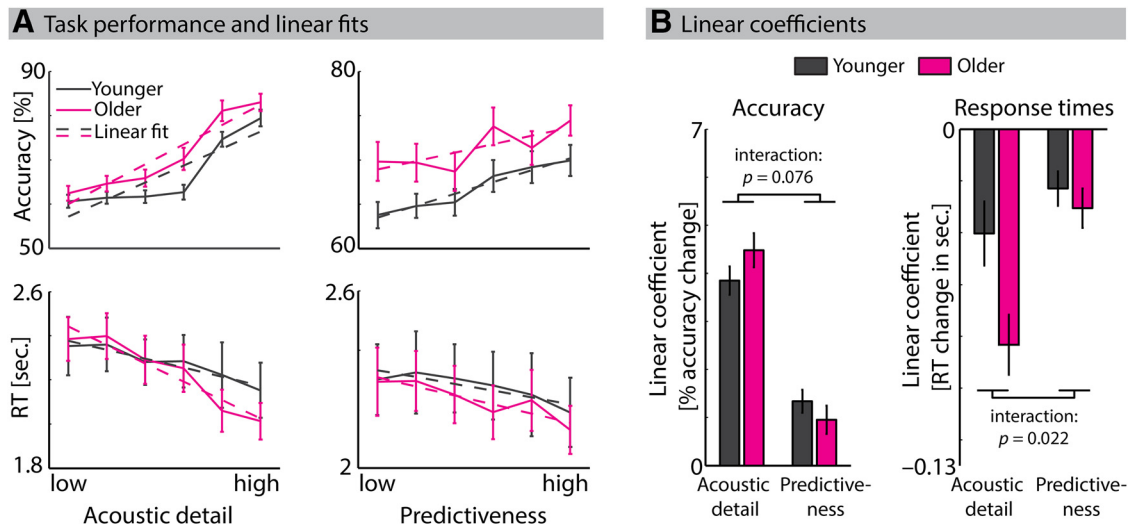 A Task performance and linear fits
90
Accuracy [%]
50
Younger
Older
Linear fit
80
60
2.6
RT [sec.]
1.8
low high
Acoustic detail
2.6
2
low high
Predictiveness
B Linear coefficients
Younger Older
Accuracy
7
Linear coefficient
[% accuracy change]
0
interaction:
p = 0.076
Acoustic
detail
Predictive-
ness
Response times
0
Linear coefficient
[RT change in sec.]
−0.13
interaction:
p = 0.022
Acoustic
detail
Predictive-
ness